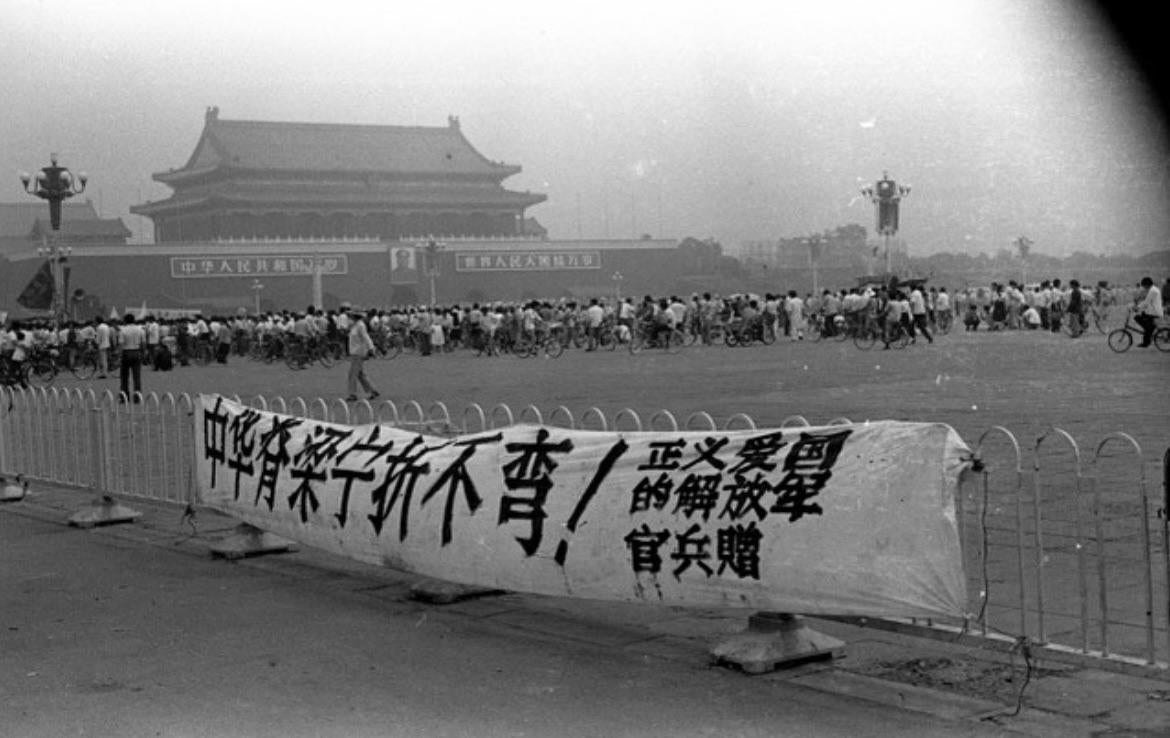 中华人民共和国万岁
世界人民大团结万岁
中华脊梁宁折不弯！
正义爱国
的解放军
官兵赠